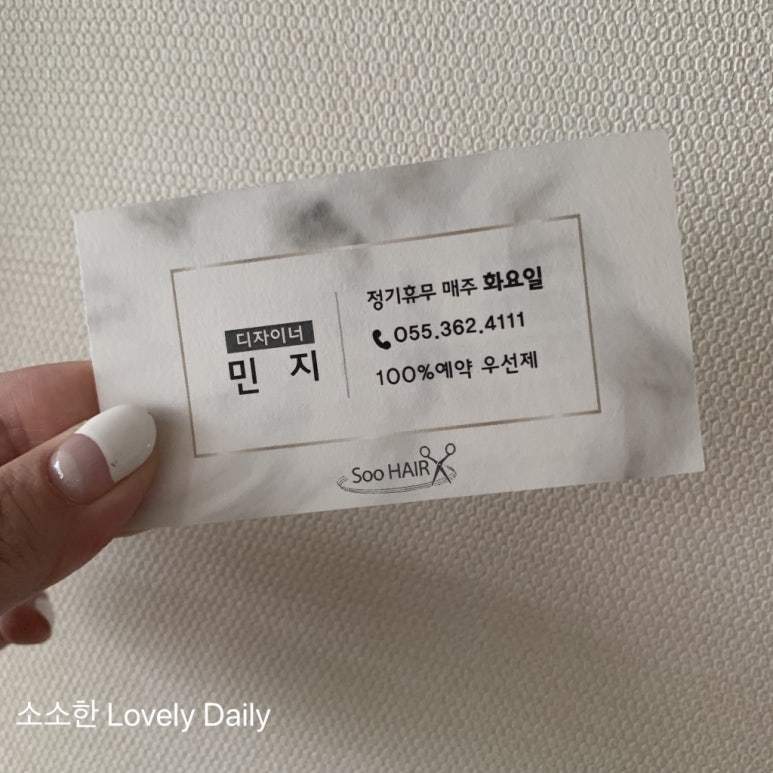 디자이너
민 지
정기휴무 매주 화요일
055.362.4111
100%예약 우선제
Soo HAIR
소소한 Lovely Daily